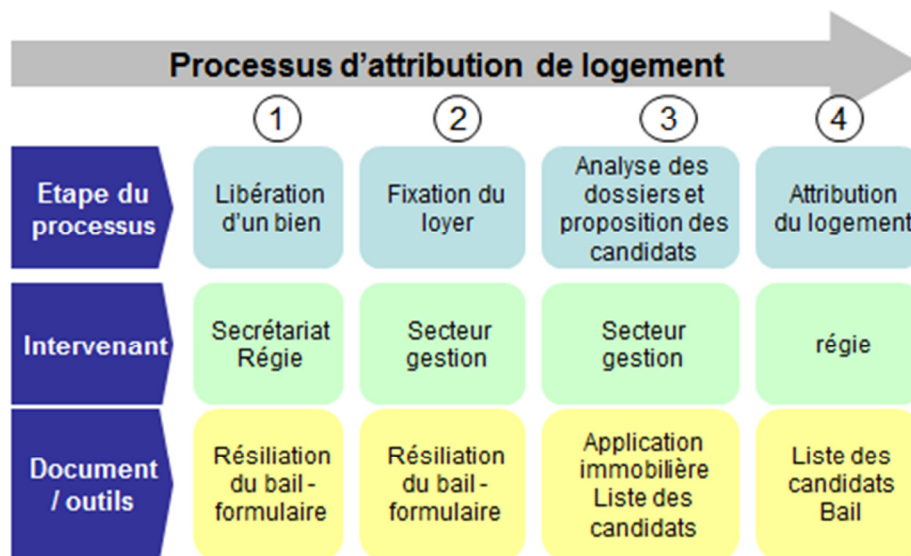 Processus d'attribution de logement
1
2
3
4
Etape du
processus
Libération
d'un bien
Fixation du
loyer
Analyse des
dossiers et
proposition des
candidats
Attribution
du logement
Intervenant
Secrétariat
Régie
Secteur
gestion
Secteur
gestion
régie
Document
/ outils
Résiliation
du bail -
formulaire
Résiliation
du bail -
formulaire
Application
immobilière
Liste des
candidats
Liste des
candidats
Bail